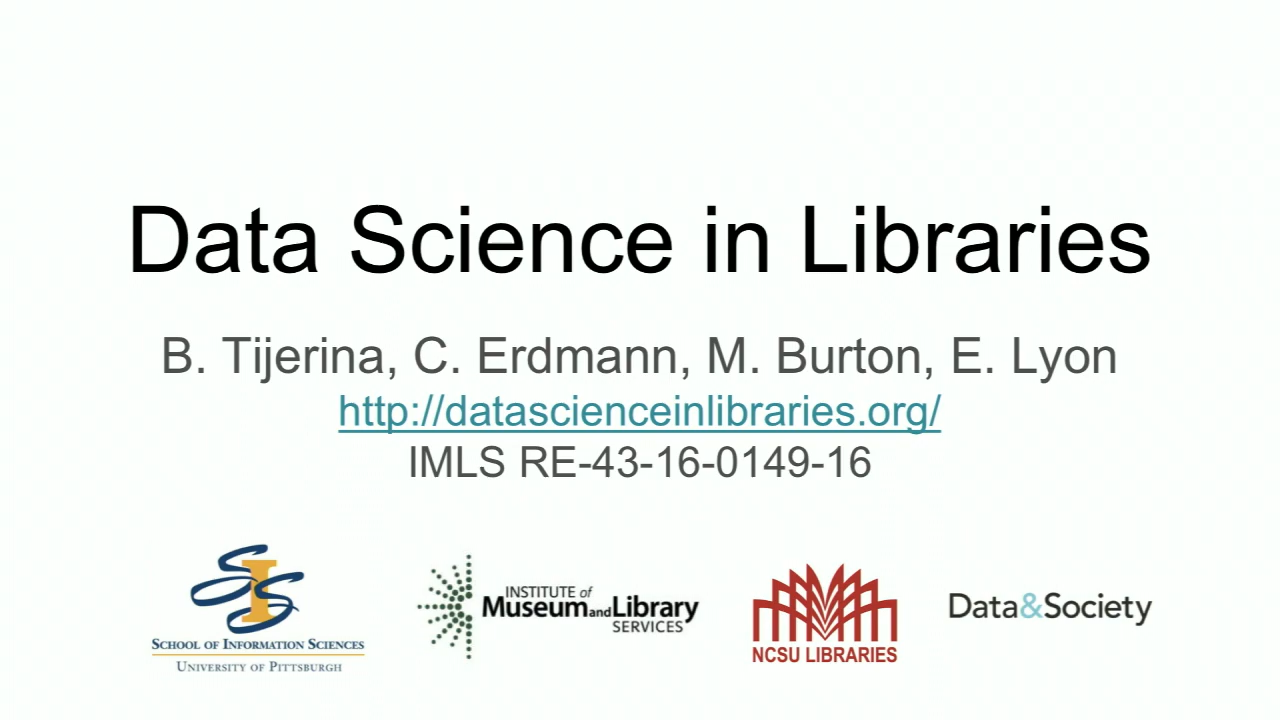 Data Science in Libraries
B. Tijerina, C. Erdmann, M. Burton, E. Lyon
http://datascienceinlibraries.org/
IMLS RE-43-16-0149-16
SIS
SCHOOL OF INFORMATION SCIENCES
UNIVERSITY OF PITTSBURGH
INSTITUTE of
Museum and Library
SERVICES
NCSU LIBRARIES
Data&Society